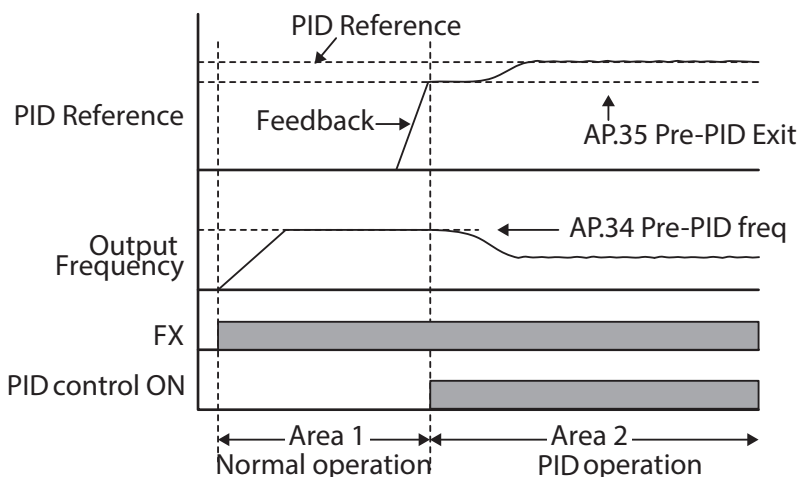 PID Reference
PID Reference
Feedback
AP.35 Pre-PID Exit
Output
Frequency
AP.34 Pre-PID freq
FX
PID control ON
Area 1
Normal operation
Area 2
PID operation